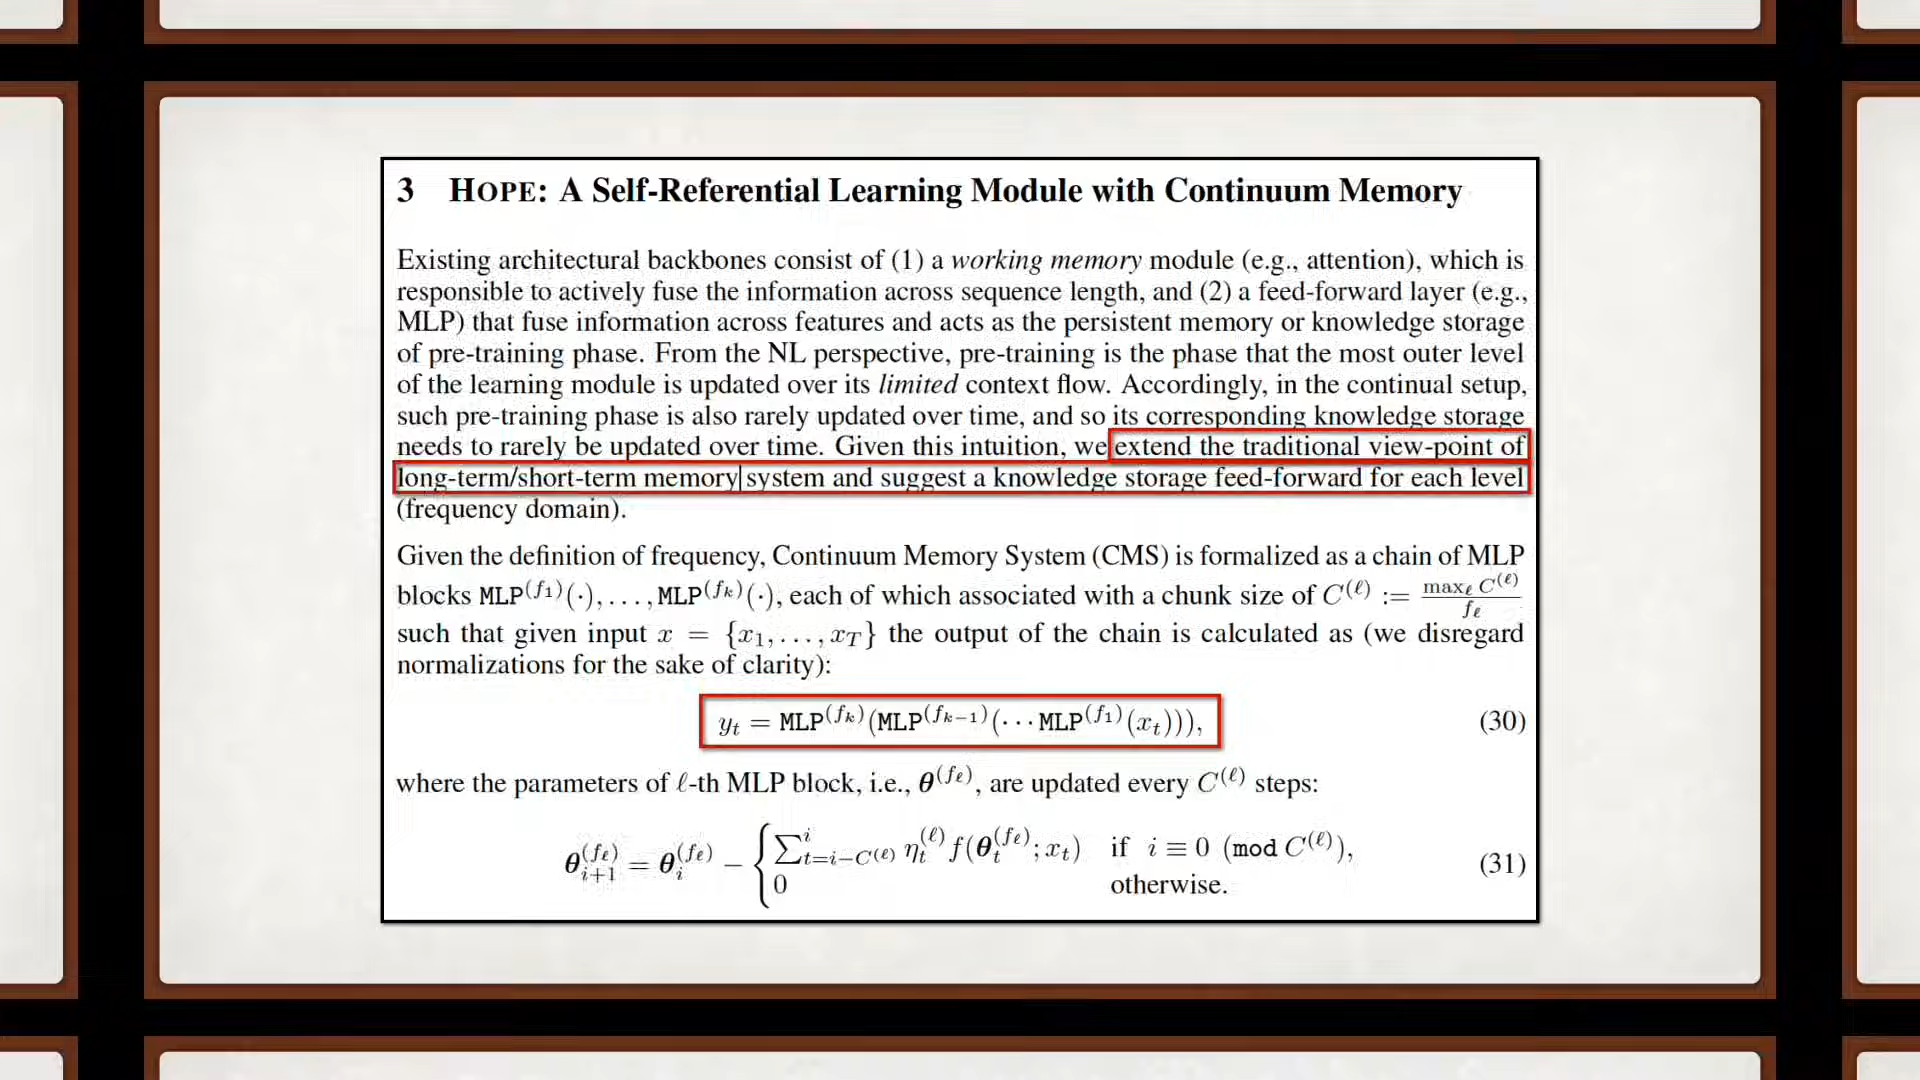 3 HOPE: A Self-Referential Learning Module with Continuum Memory
Existing architectural backbones consist of (1) a working memory module (e.g., attention), which is
responsible to actively fuse the information across sequence length, and (2) a feed-forward layer (e.g.,
MLP) that fuse information across features and acts as the persistent memory or knowledge storage
of pre-training phase. From the NL perspective, pre-training is the phase that the most outer level
of the learning module is updated over its limited context flow. Accordingly, in the continual setup,
such pre-training phase is also rarely updated over time, and so its corresponding knowledge storage
needs to rarely be updated over time. Given this intuition, we extend the traditional view-point of
long-term/short-term memory system and suggest a knowledge storage feed-forward for each level
(frequency domain).
Given the definition of frequency, Continuum Memory System (CMS) is formalized as a chain of MLP
blocks MLP^(f_1)(·), . . . , MLP^(f_k)(·), each of which associated with a chunk size of C^(ℓ) := max_ℓ C^(ℓ) / f_ℓ
such that given input x = {x_1, . . . , x_T} the output of the chain is calculated as (we disregard
normalizations for the sake of clarity):
y_t = MLP^(f_k)(MLP^(f_{k−1})(· · · MLP^(f_1)(x_t))), (30)
where the parameters of ℓ-th MLP block, i.e., θ^(f_ℓ), are updated every C^(ℓ) steps:
θ_{i+1}^(f_ℓ) = θ_i^(f_ℓ) − { ∑_{t=i−C^(ℓ)}^i η_t^(ℓ) f(θ_t^(f_ℓ); x_t) if i ≡ 0 (mod C^(ℓ)), (31)
0 otherwise.